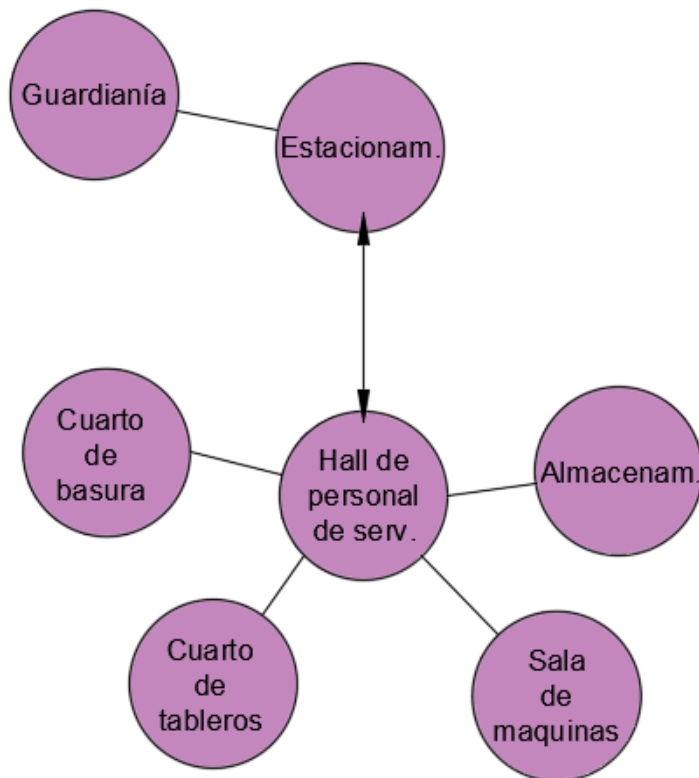 Guardianía
Estacionam.
Cuarto
de
basura
Hall de
personal
de serv.
Almacenam.
Cuarto
de
tableros
Sala
de
maquinas